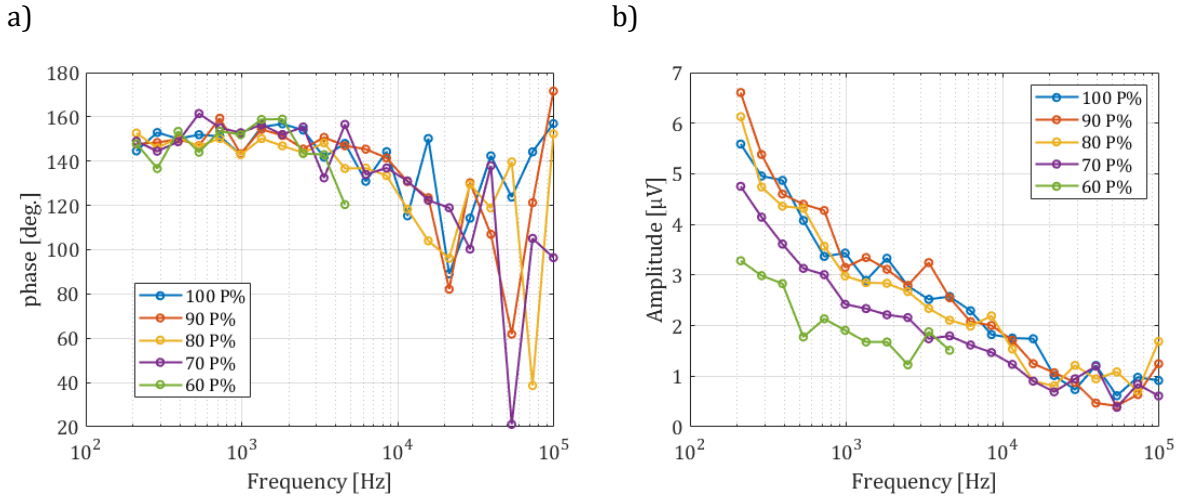 a)
180
160
140
120
100
80
60
40
20
phase [deg.]
100 P%
90 P%
80 P%
70 P%
60 P%
10^2
10^3
10^4
10^5
Frequency [Hz]
b)
7
6
5
4
3
2
1
0
Amplitude [µV]
100 P%
90 P%
80 P%
70 P%
60 P%
10^2
10^3
10^4
10^5
Frequency [Hz]